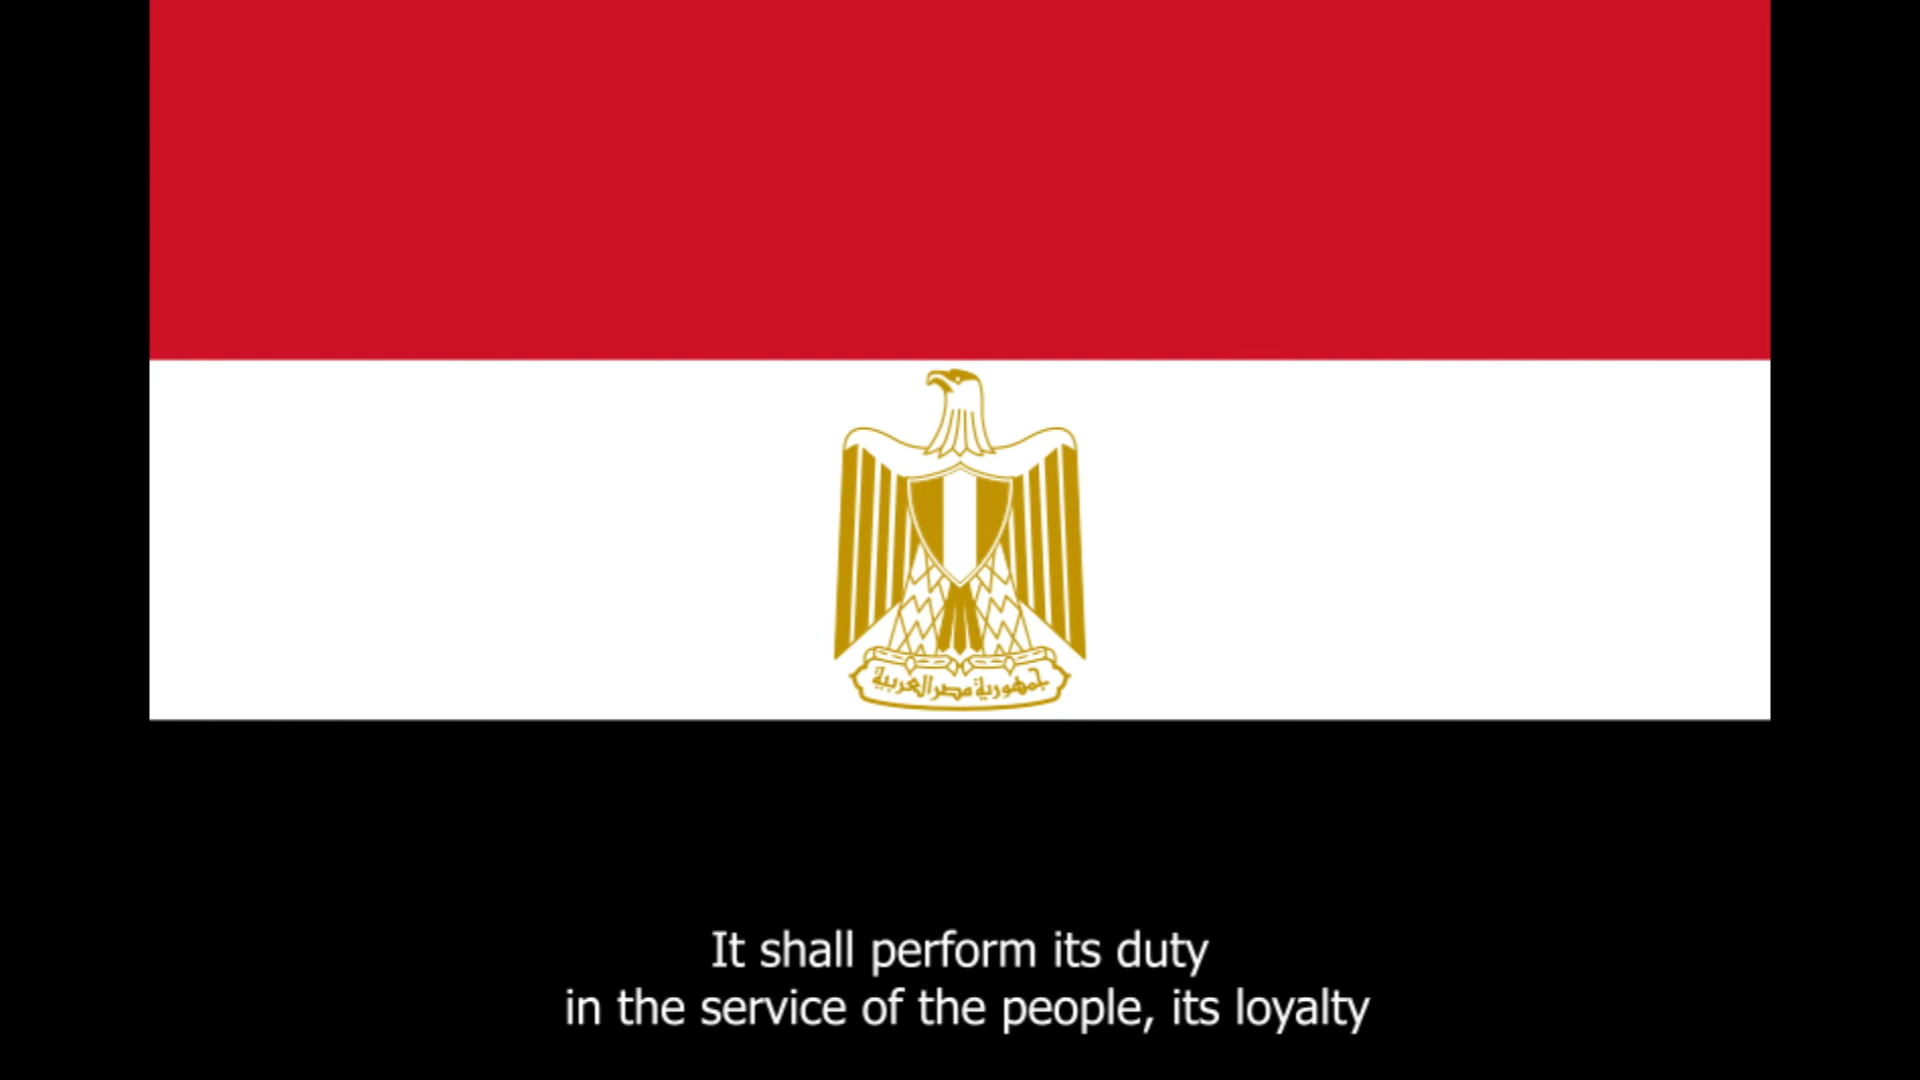 جمهورية مصر العربية
It shall perform its duty
in the service of the people, its loyalty